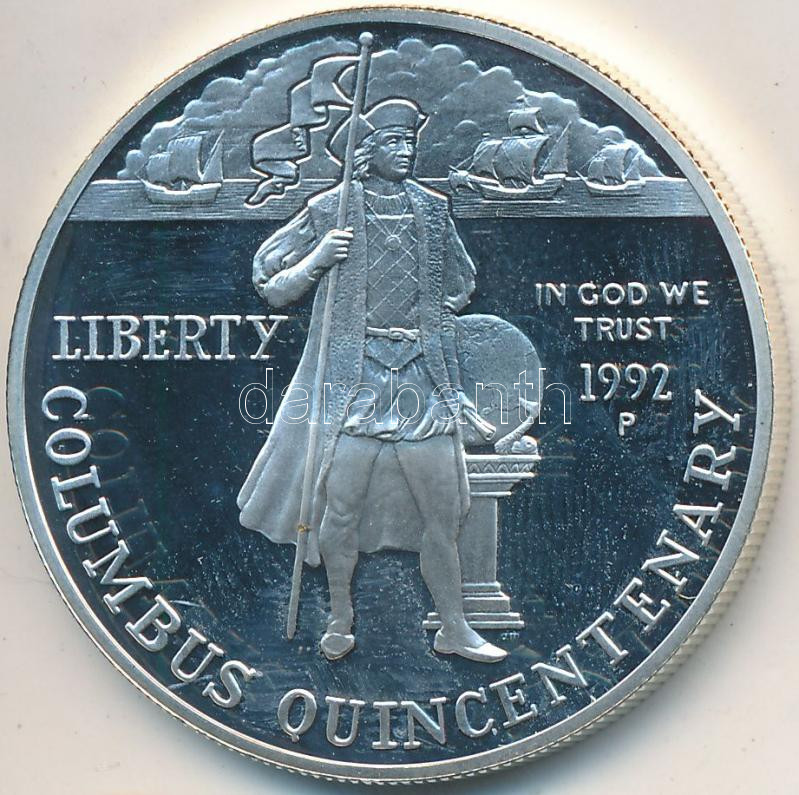 LIBERTY
IN GOD WE
TRUST
1992
P
COLUMBUS QUINCENTENARY
darabanth